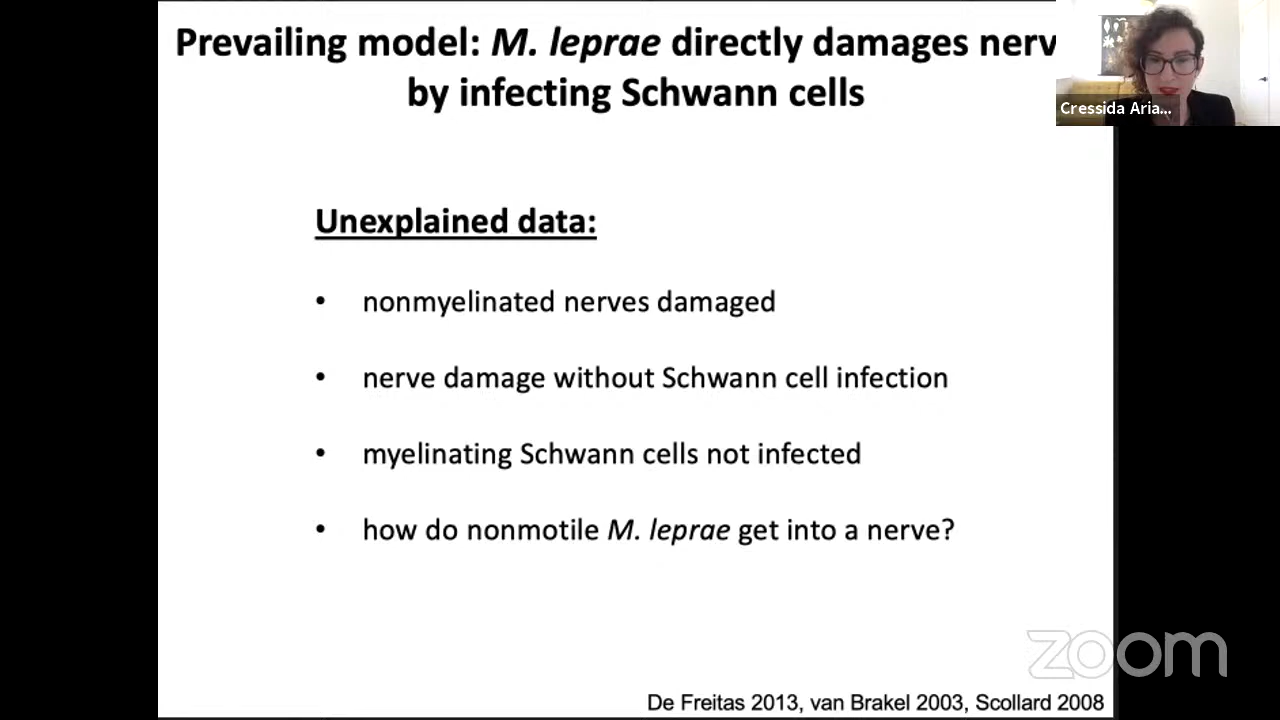 Prevailing model: M. leprae directly damages nerv
by infecting Schwann cells
Cressida Aria...
Unexplained data:
• nonmyelinated nerves damaged
• nerve damage without Schwann cell infection
• myelinating Schwann cells not infected
• how do nonmotile M. leprae get into a nerve?
zoom
De Freitas 2013, van Brakel 2003, Scollard 2008